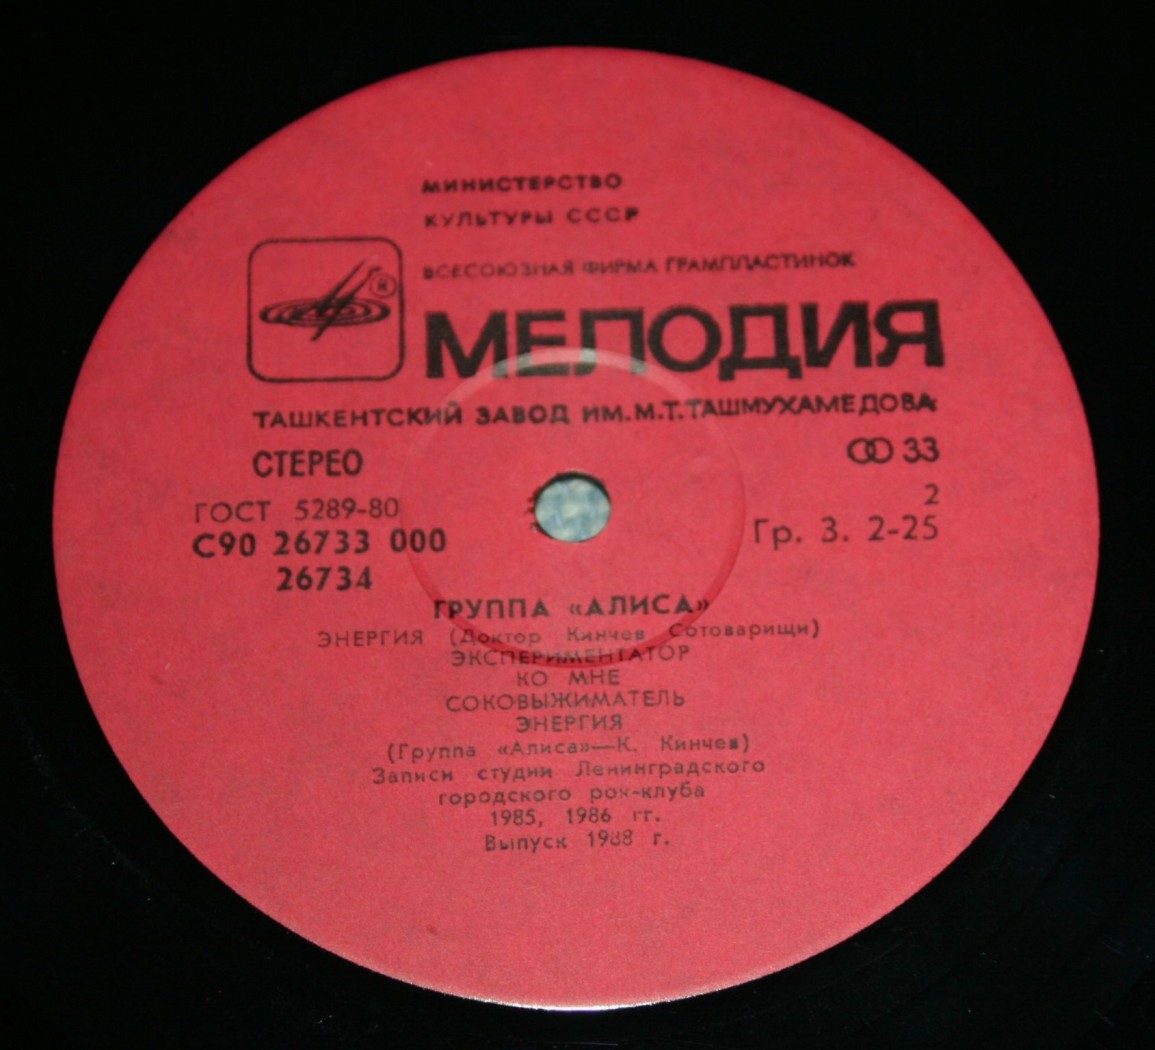 МИНИСТЕРСТВО
КУЛЬТУРЫ СССР
ВСЕСОЮЗНАЯ ФИРМА ГРАМПЛАСТИНОК
®
МЕЛОДИЯ
ТАШКЕНТСКИЙ ЗАВОД ИМ.М.Т.ТАШМУХАМЕДОВА
СТЕРЕО
33
ГОСТ 5289-80
2
С90 26733 000
Гр. 3. 2-25
26734
ГРУППА «АЛИСА»
ЭНЕРГИЯ (Доктор Кинчев Сотоварищи)
ЭКСПЕРИМЕНТАТОР
КО МНЕ
СОКОВЫЖИМАТЕЛЬ
ЭНЕРГИЯ
(Группа «Алиса»—К. Кинчев)
Записи студии Ленинградского
городского рок-клуба
1985, 1986 гг.
Выпуск 1988 г.